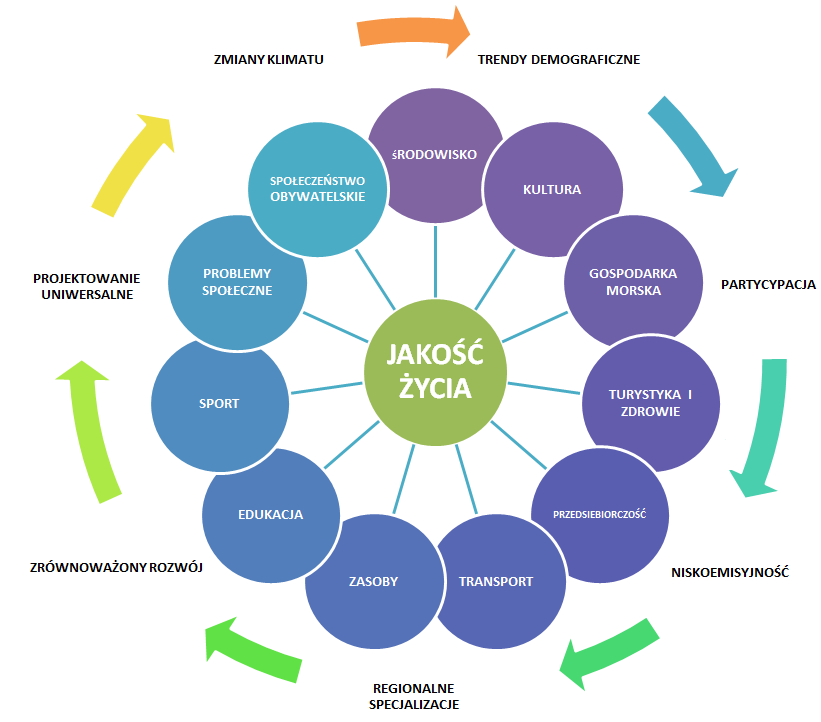 ZMIANY KLIMATU
TRENDY DEMOGRAFICZNE
śRODOWISKO
SPOŁECZEŃSTWO
OBYWATELSKIE
KULTURA
PROBLEMY
SPOŁECZNE
GOSPODARKA
MORSKA
PROJEKTOWANIE
UNIWERSALNE
PARTYCYPACJA
JAKOŚĆ
ŻYCIA
SPORT
TURYSTYKA I
ZDROWIE
EDUKACJA
PRZEDSIEBIORCZOŚĆ
ZRÓWNOWAŻONY ROZWÓJ
NISKOEMISYJNOŚĆ
ZASOBY
TRANSPORT
REGIONALNE
SPECJALIZACJE